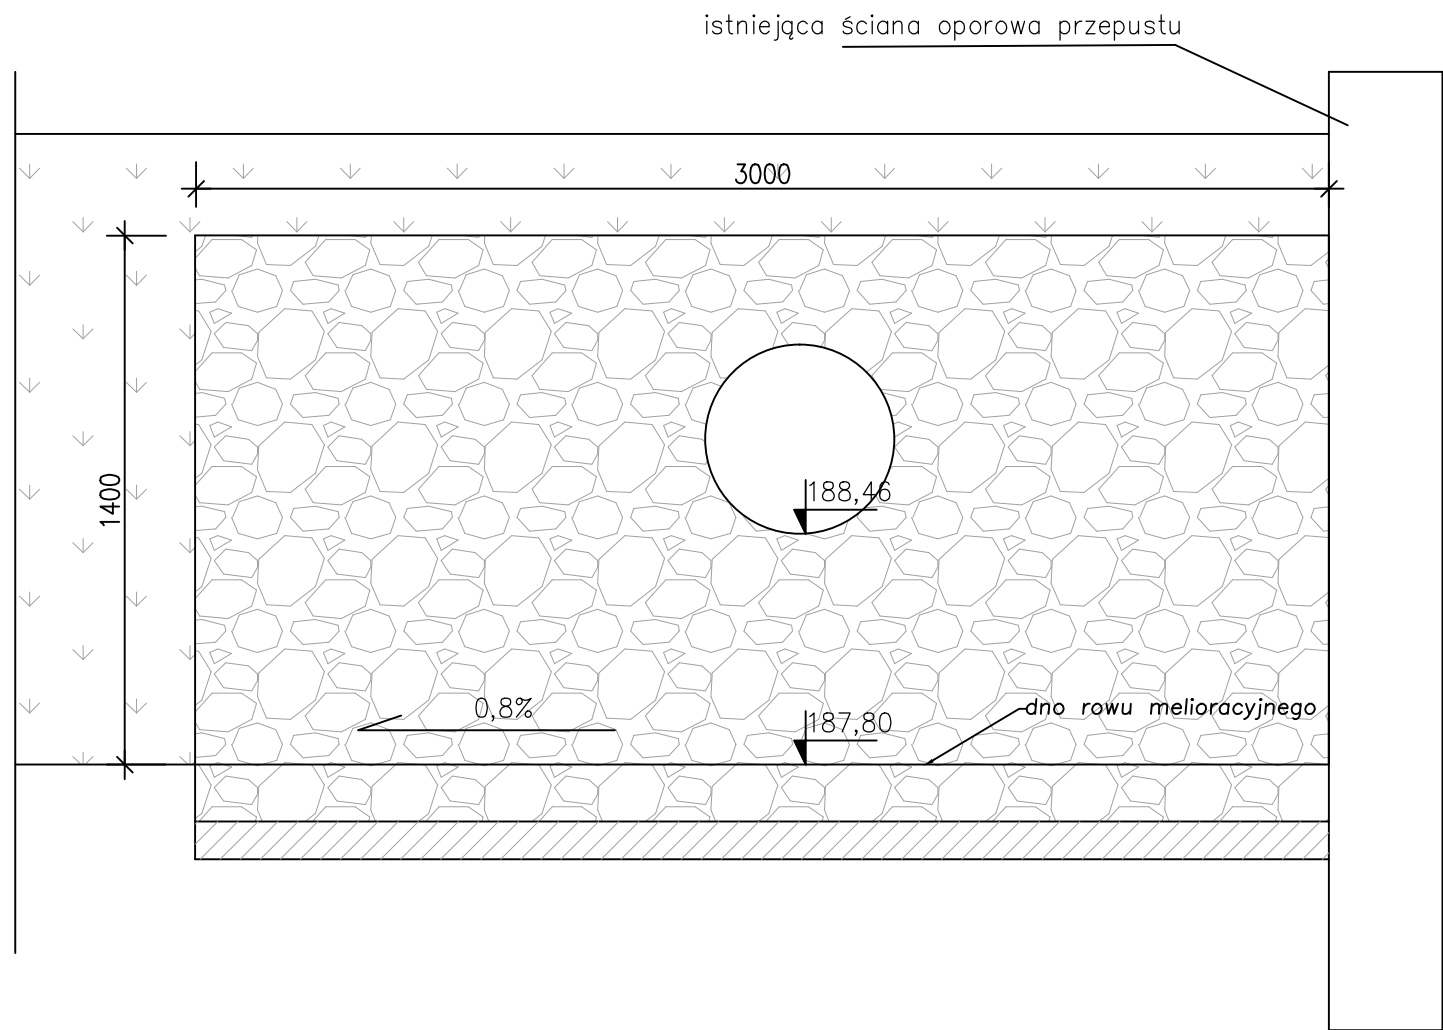 istniejąca ściana oporowa przepustu
3000
1400
188,46
0,8%
187,80
dno rowu melioracyjnego